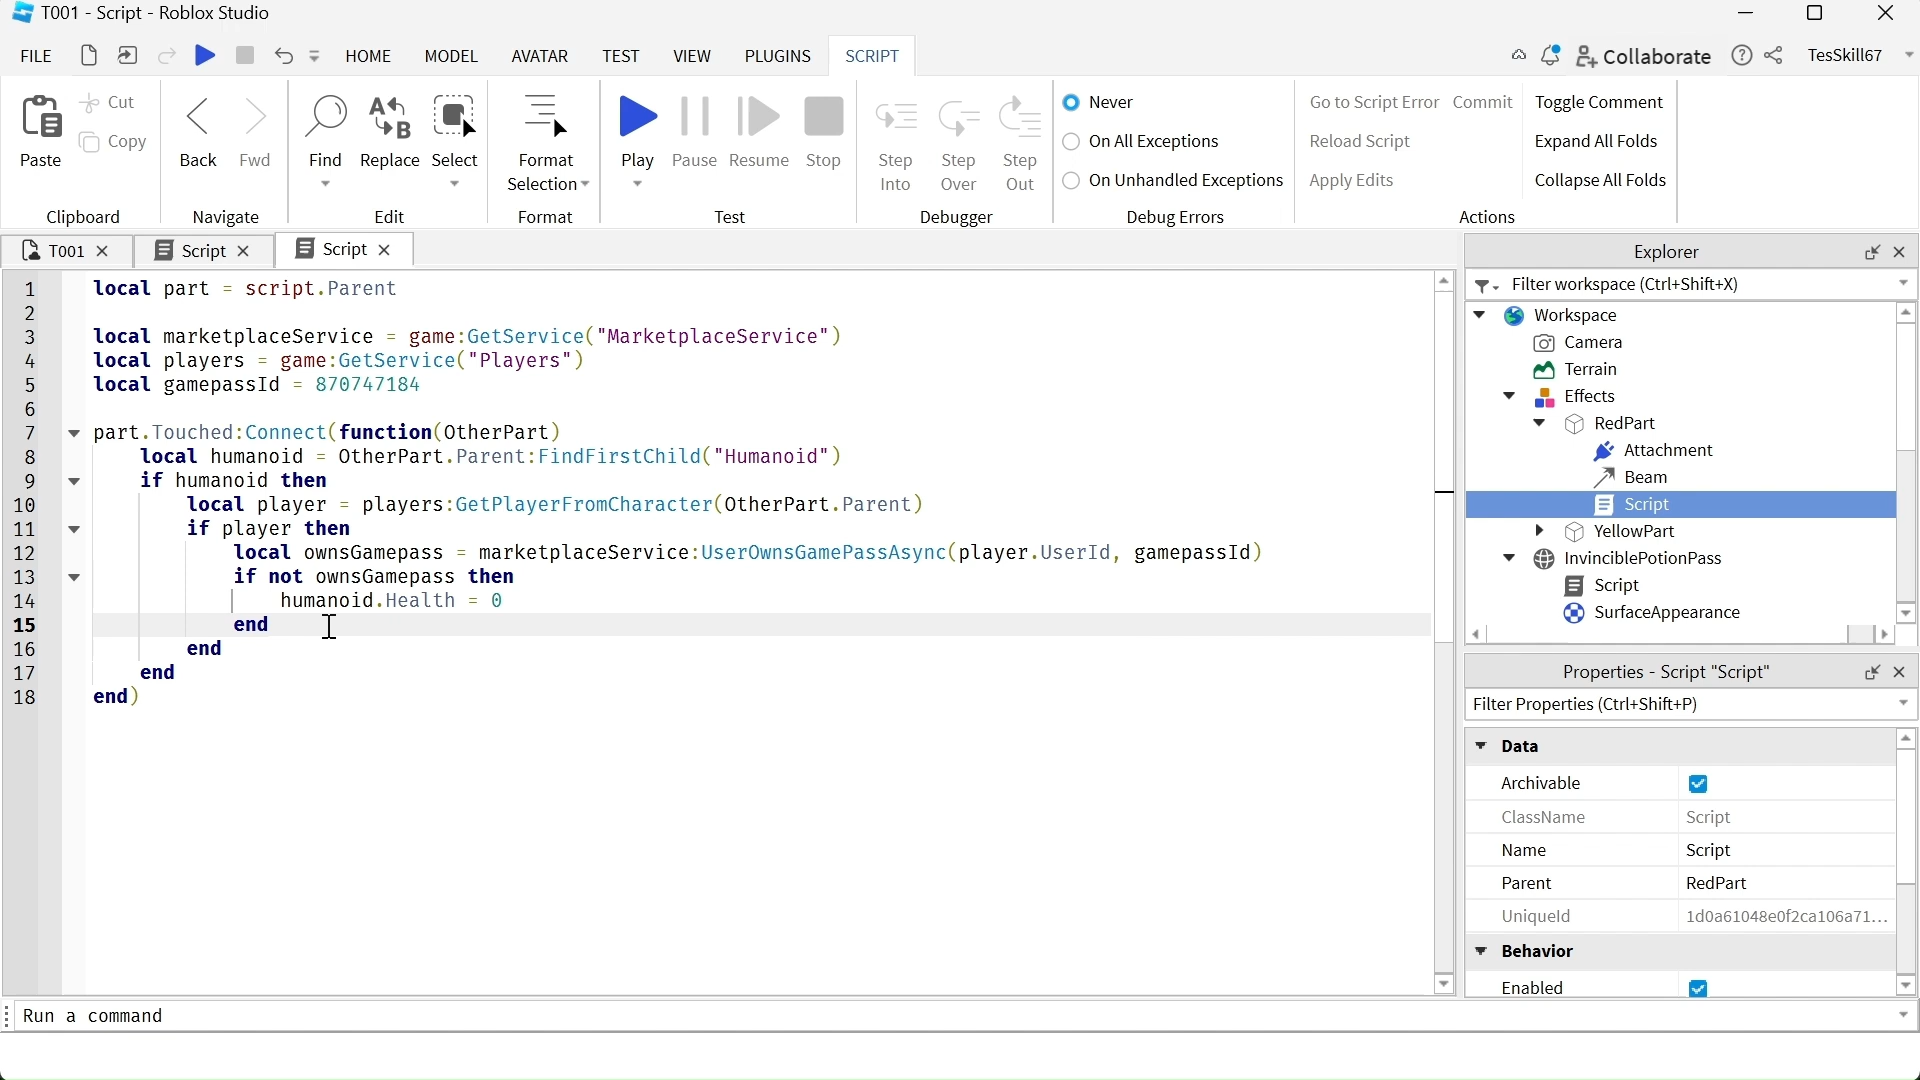 T001 - Script - Roblox Studio
FILE HOME MODEL AVATAR TEST VIEW PLUGINS SCRIPT Collaborate TesSkill67
Paste
Cut
Copy
Clipboard
Back Fwd
Navigate
Find Replace Select
Edit
Format
Selection
Format
Play Pause Resume Stop
Test
Step
Into
Step
Over
Step
Out
Debugger
Never
On All Exceptions
On Unhandled Exceptions
Debug Errors
Go to Script Error Commit Toggle Comment
Reload Script Expand All Folds
Apply Edits Collapse All Folds
Actions
T001 Script Script
1 local part = script.Parent
2
3 local marketplaceService = game:GetService("MarketplaceService")
4 local players = game:GetService("Players")
5 local gamepassId = 870747184
6
7 part.Touched:Connect(function(OtherPart)
8 local humanoid = OtherPart.Parent:FindFirstChild("Humanoid")
9 if humanoid then
10 local player = players:GetPlayerFromCharacter(OtherPart.Parent)
11 if player then
12 local ownsGamepass = marketplaceService:UserOwnsGamePassAsync(player.UserId, gamepassId)
13 if not ownsGamepass then
14 humanoid.Health = 0
15 end
16 end
17 end
18 end)
Explorer
Filter workspace (Ctrl+Shift+X)
Workspace
Camera
Terrain
Effects
RedPart
Attachment
Beam
Script
YellowPart
InvinciblePotionPass
Script
SurfaceAppearance
Properties - Script "Script"
Filter Properties (Ctrl+Shift+P)
Data
Archivable
ClassName Script
Name Script
Parent RedPart
UniqueId 1d0a61048e0f2ca106a71...
Behavior
Enabled
Run a command